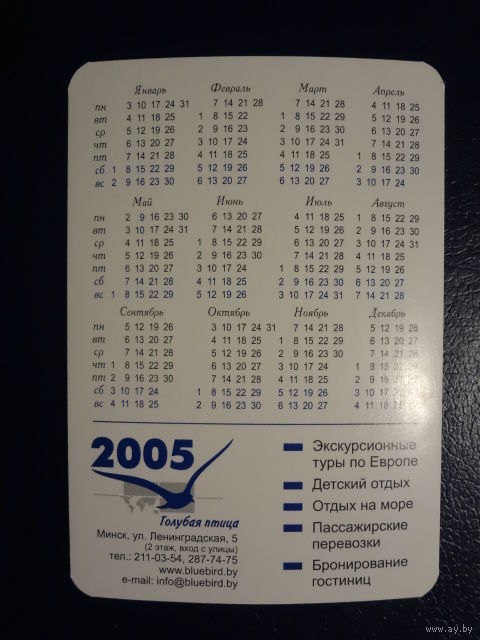 Январь Февраль Март Апрель
пн 3 10 17 24 31 7 14 21 28 7 14 21 28 4 11 18 25
вт 4 11 18 25 1 8 15 22 1 8 15 22 29 5 12 19 26
ср 5 12 19 26 2 9 16 23 2 9 16 23 30 6 13 20 27
чт 6 13 20 27 3 10 17 24 3 10 17 24 31 7 14 21 28
пт 7 14 21 28 4 11 18 25 4 11 18 25 1 8 15 22 29
сб 1 8 15 22 29 5 12 19 26 5 12 19 26 2 9 16 23 30
вс 2 9 16 23 30 6 13 20 27 6 13 20 27 3 10 17 24
Май Июнь Июль Август
пн 2 9 16 23 30 6 13 20 27 4 11 18 25 1 8 15 22 29
вт 3 10 17 24 31 7 14 21 28 5 12 19 26 2 9 16 23 30
ср 4 11 18 25 1 8 15 22 29 6 13 20 27 3 10 17 24 31
чт 5 12 19 26 2 9 16 23 30 7 14 21 28 4 11 18 25
пт 6 13 20 27 3 10 17 24 1 8 15 22 29 5 12 19 26
сб 7 14 21 28 4 11 18 25 2 9 16 23 30 6 13 20 27
вс 1 8 15 22 29 5 12 19 26 3 10 17 24 31 7 14 21 28
Сентябрь Октябрь Ноябрь Декабрь
пн 5 12 19 26 3 10 17 24 31 7 14 21 28 5 12 19 26
вт 6 13 20 27 4 11 18 25 1 8 15 22 29 6 13 20 27
ср 7 14 21 28 5 12 19 26 2 9 16 23 30 7 14 21 28
чт 1 8 15 22 29 6 13 20 27 3 10 17 24 1 8 15 22
пт 2 9 16 23 30 7 14 21 28 4 11 18 25 2 9 16
сб 3 10 17 24 1 8 15 22 29 5 12 19 26 3 10 17
вс 4 11 18 25 2 9 16 23 30 6 13 20 27 4 11 18
2005
Голубая птица
Минск, ул. Ленинградская, 5
(2 этаж, вход с улицы)
тел.: 211-03-54, 287-74-75
www.bluebird.by
e-mail: info@bluebird.by
Экскурсионные
туры по Европе
Детский отдых
Отдых на море
Пассажирские
перевозки
Бронирование
гостиниц
www.ay.by